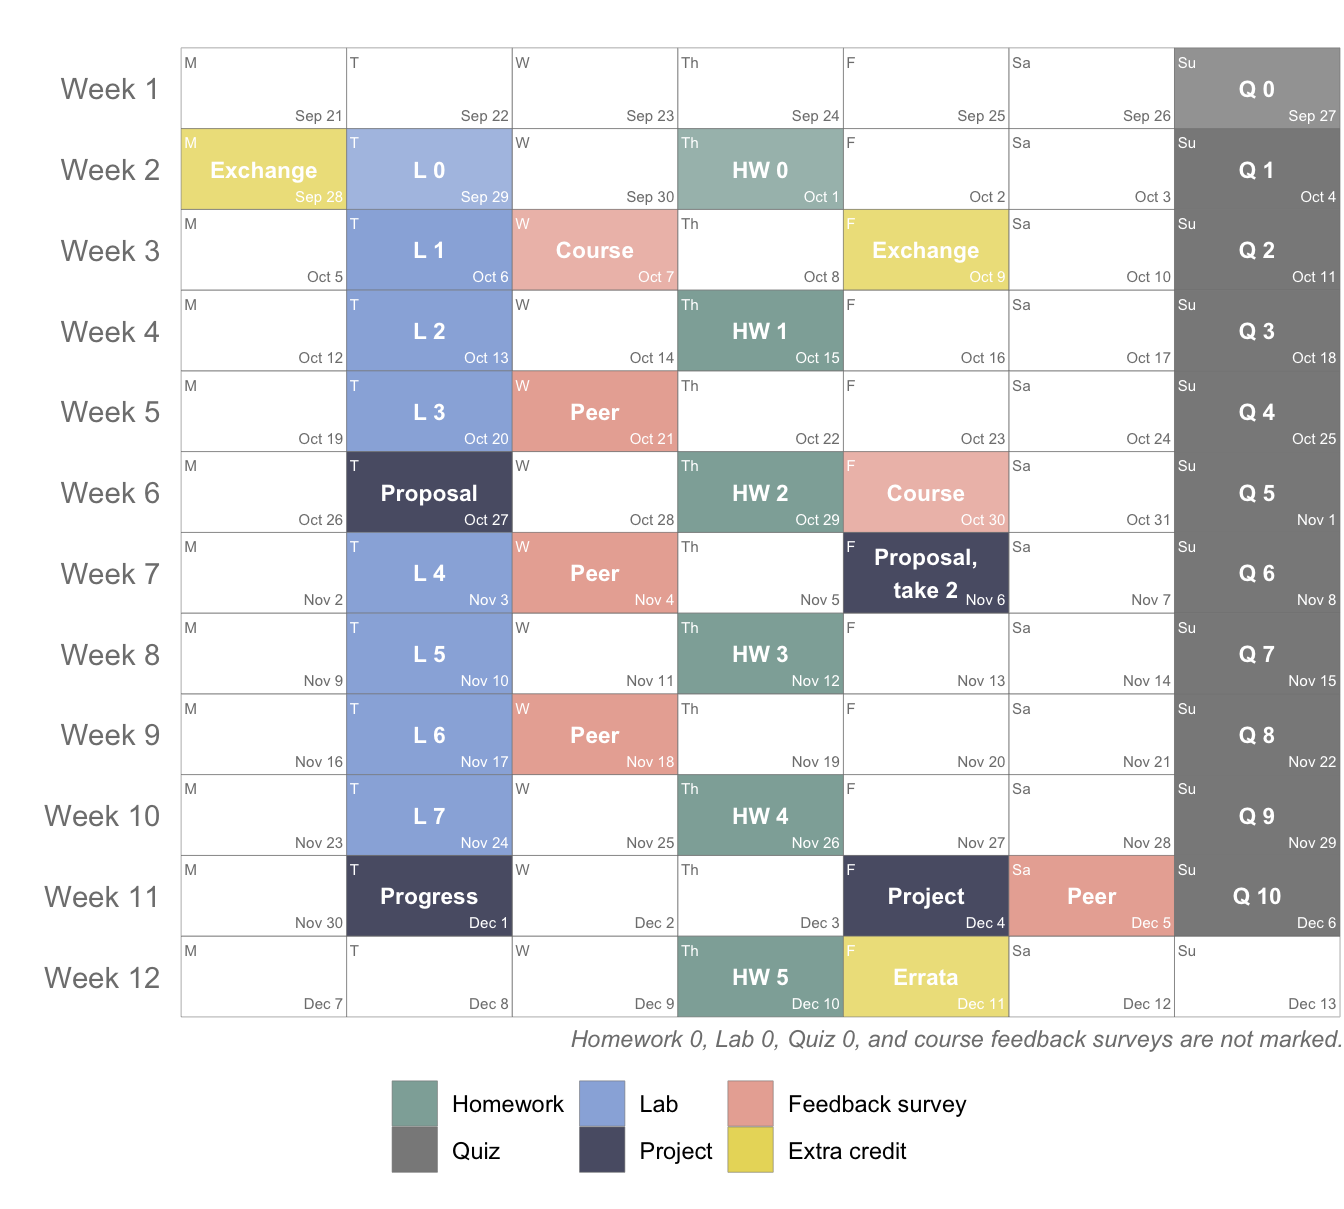 M T W Th F Sa Su
Week 1 Q 0
Sep 21 Sep 22 Sep 23 Sep 24 Sep 25 Sep 26 Sep 27
M T W Th F Sa Su
Week 2 Exchange L 0 HW 0 Q 1
Sep 28 Sep 29 Sep 30 Oct 1 Oct 2 Oct 3 Oct 4
M T W Th F Sa Su
Week 3 L 1 Course Exchange Q 2
Oct 5 Oct 6 Oct 7 Oct 8 Oct 9 Oct 10 Oct 11
M T W Th F Sa Su
Week 4 L 2 HW 1 Q 3
Oct 12 Oct 13 Oct 14 Oct 15 Oct 16 Oct 17 Oct 18
M T W Th F Sa Su
Week 5 L 3 Peer Q 4
Oct 19 Oct 20 Oct 21 Oct 22 Oct 23 Oct 24 Oct 25
M T W Th F Sa Su
Week 6 Proposal HW 2 Course Q 5
Oct 26 Oct 27 Oct 28 Oct 29 Oct 30 Oct 31 Nov 1
M T W Th F Sa Su
Week 7 L 4 Peer Proposal, take 2 Q 6
Nov 2 Nov 3 Nov 4 Nov 5 Nov 6 Nov 7 Nov 8
M T W Th F Sa Su
Week 8 L 5 HW 3 Q 7
Nov 9 Nov 10 Nov 11 Nov 12 Nov 13 Nov 14 Nov 15
M T W Th F Sa Su
Week 9 L 6 Peer Q 8
Nov 16 Nov 17 Nov 18 Nov 19 Nov 20 Nov 21 Nov 22
M T W Th F Sa Su
Week 10 L 7 HW 4 Q 9
Nov 23 Nov 24 Nov 25 Nov 26 Nov 27 Nov 28 Nov 29
M T W Th F Sa Su
Week 11 Progress Project Peer Q 10
Nov 30 Dec 1 Dec 2 Dec 3 Dec 4 Dec 5 Dec 6
M T W Th F Sa Su
Week 12 HW 5 Errata
Dec 7 Dec 8 Dec 9 Dec 10 Dec 11 Dec 12 Dec 13
Homework 0, Lab 0, Quiz 0, and course feedback surveys are not marked.
Homework Lab Feedback survey
Quiz Project Extra credit